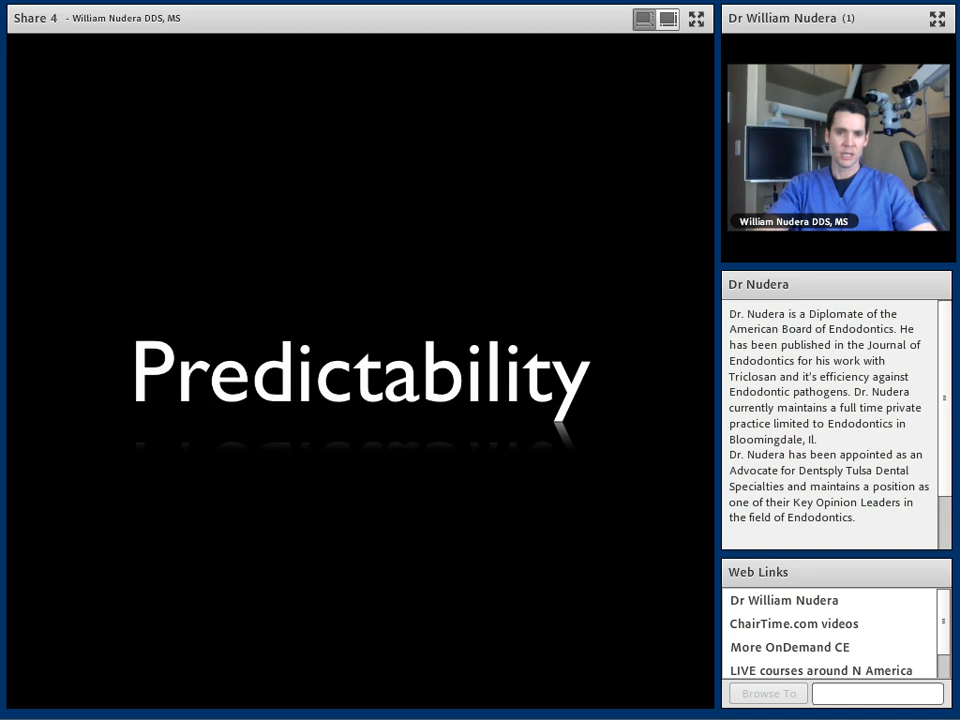 Share 4 - William Nudera DDS, MS
Predictability
Dr William Nudera (1)
William Nudera DDS, MS
Dr Nudera
Dr. Nudera is a Diplomate of the
American Board of Endodontics. He
has been published in the Journal of
Endodontics for his work with
Triclosan and it's efficiency against
Endodontic pathogens. Dr. Nudera
currently maintains a full time private
practice limited to Endodontics in
Bloomingdale, Il.
Dr. Nudera has been appointed as an
Advocate for Dentsply Tulsa Dental
Specialties and maintains a position as
one of their Key Opinion Leaders in
the field of Endodontics.
Web Links
Dr William Nudera
ChairTime.com videos
More OnDemand CE
LIVE courses around N America
Browse To